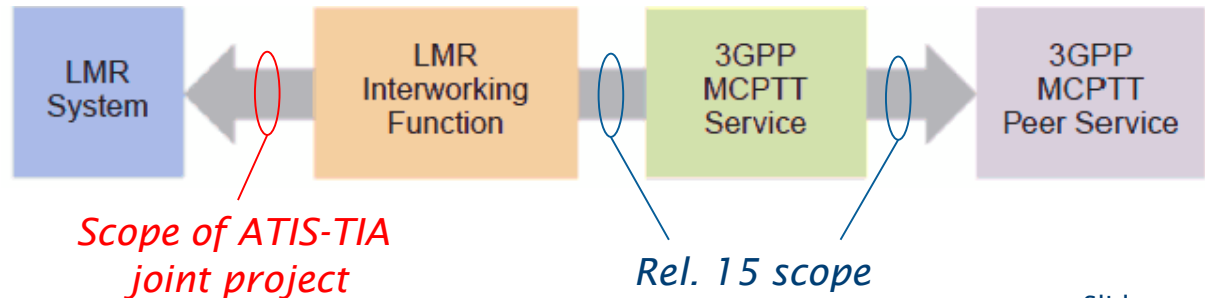 LMR
System
LMR
Interworking
Function
3GPP
MCPTT
Service
3GPP
MCPTT
Peer Service
Scope of ATIS-TIA
joint project
Rel. 15 scope